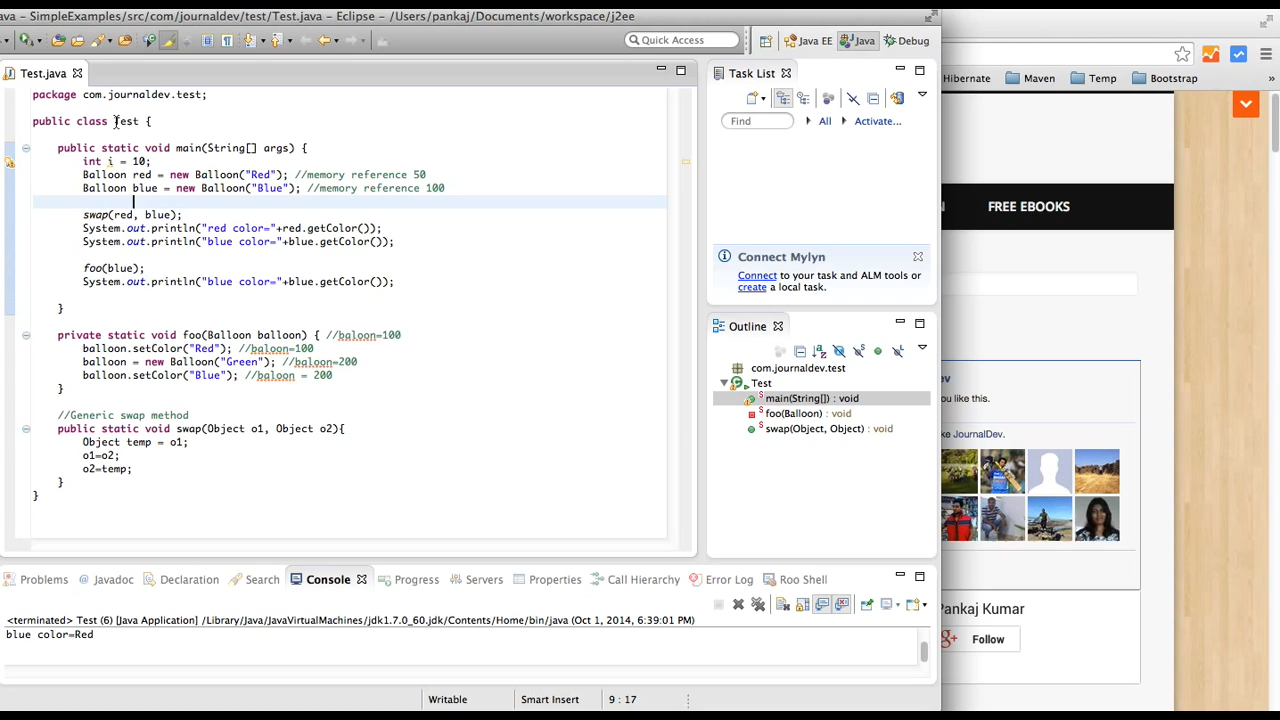 ava - SimpleExamples/src/com/journaldev/test/Test.java - Eclipse - /Users/pankaj/Documents/workspace/j2ee
Quick Access
Java EE
Java
Debug
Test.java
package com.journaldev.test;
public class Test {
public static void main(String[] args) {
int i = 10;
Balloon red = new Balloon("Red"); //memory reference 50
Balloon blue = new Balloon("Blue"); //memory reference 100
swap(red, blue);
System.out.println("red color="+red.getColor());
System.out.println("blue color="+blue.getColor());
foo(blue);
System.out.println("blue color="+blue.getColor());
}
private static void foo(Balloon balloon) { //baloon=100
balloon.setColor("Red"); //baloon=100
balloon = new Balloon("Green"); //baloon=200
balloon.setColor("Blue"); //baloon = 200
}
//Generic swap method
public static void swap(Object o1, Object o2){
Object temp = o1;
o1=o2;
o2=temp;
}
}
Task List
Find
All
Activate...
Connect Mylyn
Connect to your task and ALM tools or
create a local task.
Outline
com.journaldev.test
Test
main(String[]) : void
foo(Balloon) : void
swap(Object, Object) : void
Problems
Javadoc
Declaration
Search
Console
Progress
Servers
Properties
Call Hierarchy
Error Log
Roo Shell
<terminated> Test (6) [Java Application] /Library/Java/JavaVirtualMachines/jdk1.7.0_60.jdk/Contents/Home/bin/java (Oct 1, 2014, 6:39:01 PM)
blue color=Red
Writable
Smart Insert
9 : 17
Hibernate
Maven
Temp
Bootstrap
N
FREE EBOOKS
ev
you like this.
ke JournalDev.
Pankaj Kumar
Follow